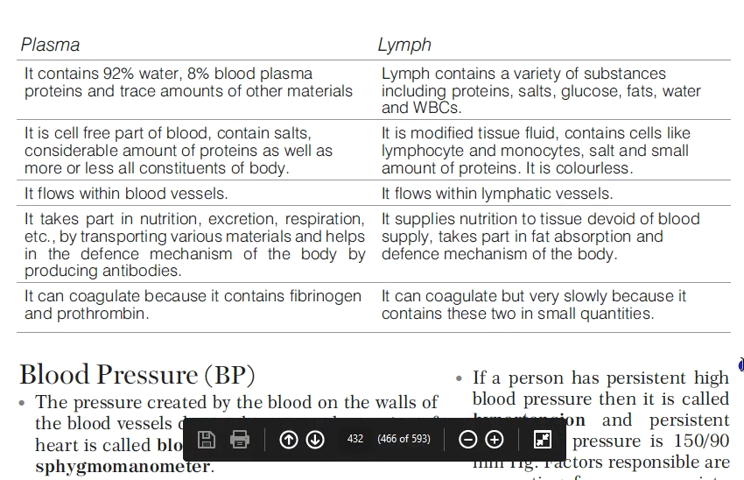 Plasma
Lymph
It contains 92% water, 8% blood plasma
proteins and trace amounts of other materials
Lymph contains a variety of substances
including proteins, salts, glucose, fats, water
and WBCs.
It is cell free part of blood, contain salts,
considerable amount of proteins as well as
more or less all constituents of body.
It is modified tissue fluid, contains cells like
lymphocyte and monocytes, salt and small
amount of proteins. It is colourless.
It flows within blood vessels.
It flows within lymphatic vessels.
It takes part in nutrition, excretion, respiration,
etc., by transporting various materials and helps
in the defence mechanism of the body by
producing antibodies.
It supplies nutrition to tissue devoid of blood
supply, takes part in fat absorption and
defence mechanism of the body.
It can coagulate because it contains fibrinogen
and prothrombin.
It can coagulate but very slowly because it
contains these two in small quantities.
Blood Pressure (BP)
• The pressure created by the blood on the walls of
the blood vessels
heart is called
sphygmomanometer.
• If a person has persistent high
blood pressure then it is called
and persistent
pressure is 150/90
mm Hg. Factors responsible are
432 (466 of 593)